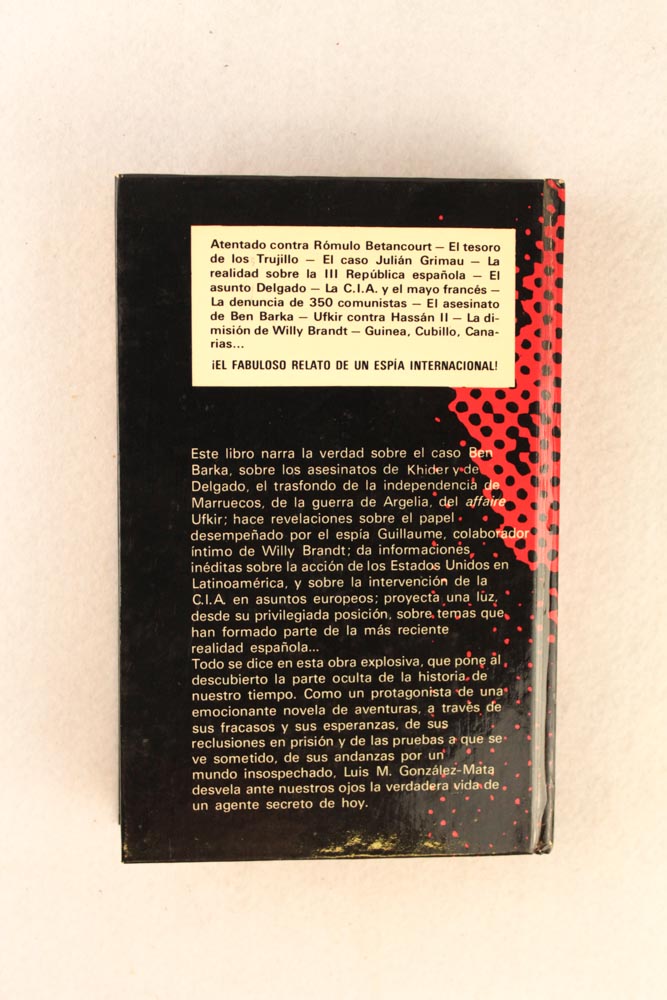 Atentado contra Rómulo Betancourt — El tesoro
de los Trujillo — El caso Julián Grimau — La
realidad sobre la III República española — El
asunto Delgado — La C.I.A. y el mayo francés —
La denuncia de 350 comunistas — El asesinato
de Ben Barka — Ufkir contra Hassán II — La di-
misión de Willy Brandt — Guinea, Cubillo, Cana-
rias...
¡EL FABULOSO RELATO DE UN ESPÍA INTERNACIONAL!
Este libro narra la verdad sobre el caso Ben
Barka, sobre los asesinatos de Khider y de
Delgado, el trasfondo de la independencia de
Marruecos, de la guerra de Argelia, del affaire
Ufkir; hace revelaciones sobre el papel
desempeñado por el espía Guillaume, colaborador
íntimo de Willy Brandt; da informaciones
inéditas sobre la acción de los Estados Unidos en
Latinoamérica, y sobre la intervención de la
C.I.A. en asuntos europeos; proyecta una luz,
desde su privilegiada posición, sobre temas que
han formado parte de la más reciente
realidad española...
Todo se dice en esta obra explosiva, que pone al
descubierto la parte oculta de la historia de
nuestro tiempo. Como un protagonista de una
emocionante novela de aventuras, a través de
sus fracasos y sus esperanzas, de sus
reclusiones en prisión y de las pruebas a que se
ve sometido, de sus andanzas por un
mundo insospechado, Luis M. González-Mata
desvela ante nuestros ojos la verdadera vida de
un agente secreto de hoy.